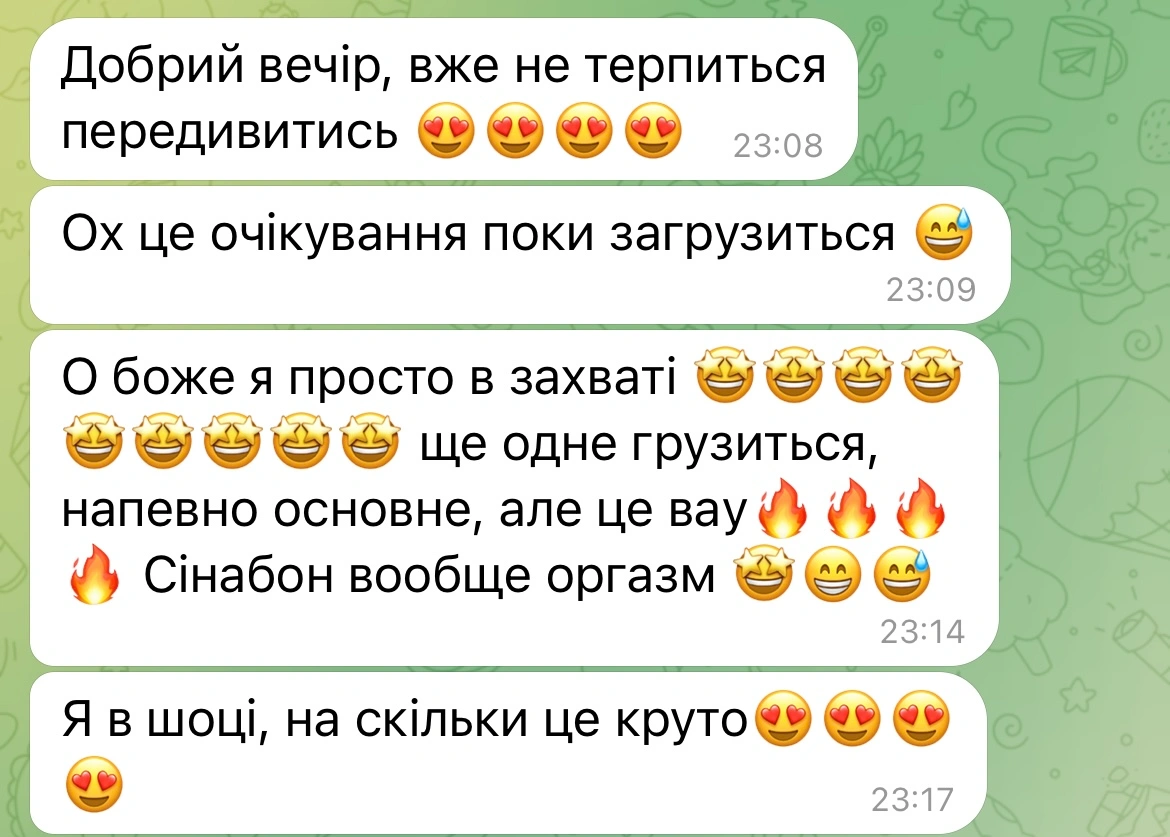 Добрий вечір, вже не терпиться
передивитись 😍😍😍😍 23:08
Ох це очікування поки загрузиться 😅
23:09
О боже я просто в захваті 🤩🤩🤩🤩
🤩🤩🤩🤩🤩 ще одне грузиться,
напевно основне, але це вау🔥🔥🔥
🔥 Сінабон вообще оргазм 🤩😁😅
23:14
Я в шоці, на скільки це круто😍😍😍
😍 23:17